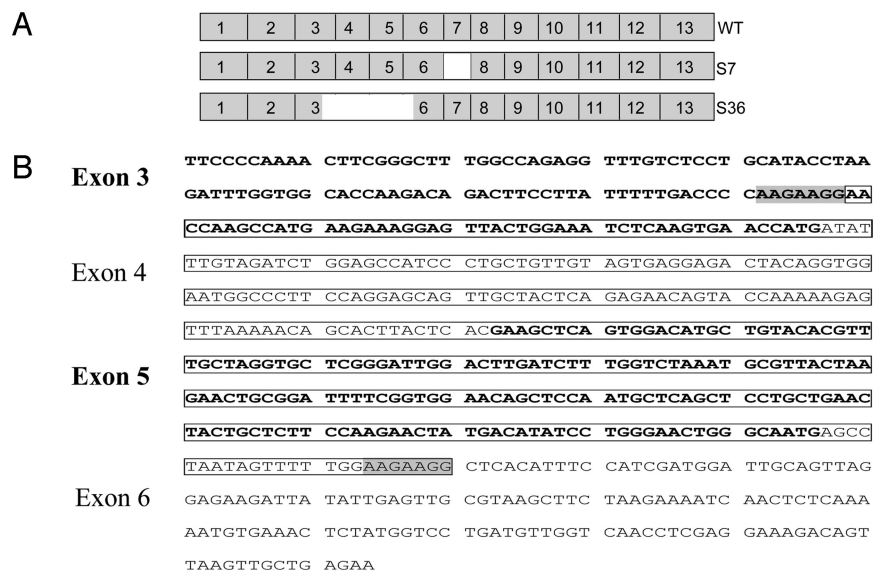 A
1 2 3 4 5 6 7 8 9 10 11 12 13 WT
1 2 3 4 5 6 8 9 10 11 12 13 S7
1 2 3 6 7 8 9 10 11 12 13 S36
B
Exon 3
TTCCCCAAAA CTTCGGGCTT TGGCCAGAGG TTTGTCTCCT GCATACCTAA
GATTTGGTGG CACCAAGACA GACTTCCTTA TTTTTGACCC CAAGAAGGAA
CCAAGCCATG AAGAAAGGAG TTACTGGAAA TCTCAAGTGA ACCATGATAT
Exon 4
TTGTAGATCT GGAGCCATCC CTGCTGTTGT AGTGAGGAGA CTACAGGTGG
AATGGCCCTT CCAGGAGCAG TTGCTACTCA GAGAACAGTA CCAAAAAGAG
TTTAAAAACA GCACTTACTC ACGAAGCTCA GTGGACATGC TGTACACGTT
Exon 5
TGCTAGGTGC TCGGGATTGG ACTTGATCTT TGGTCTAAAT GCGTTACTAA
GAACTGCGGA TTTTCGGTGG AACAGCTCCA ATGCTCAGCT CCTGCTGAAC
TACTGCTCTT CCAAGAACTA TGACATATCC TGGGAACTGG GCAATGAGCC
TAATAGTTTT TGGAAGAAGG CTCACATTTC CATCGATGGA TTGCAGTTAG
Exon 6
GAGAAGATTA TATTGAGTTG CGTAAGCTTC TAAGAAAATC AACTCTCAAA
AATGTGAAAC TCTATGGTCC TGATGTTGGT CAACCTCGAG GAAAGACAGT
TAAGTTGCTG AGAA